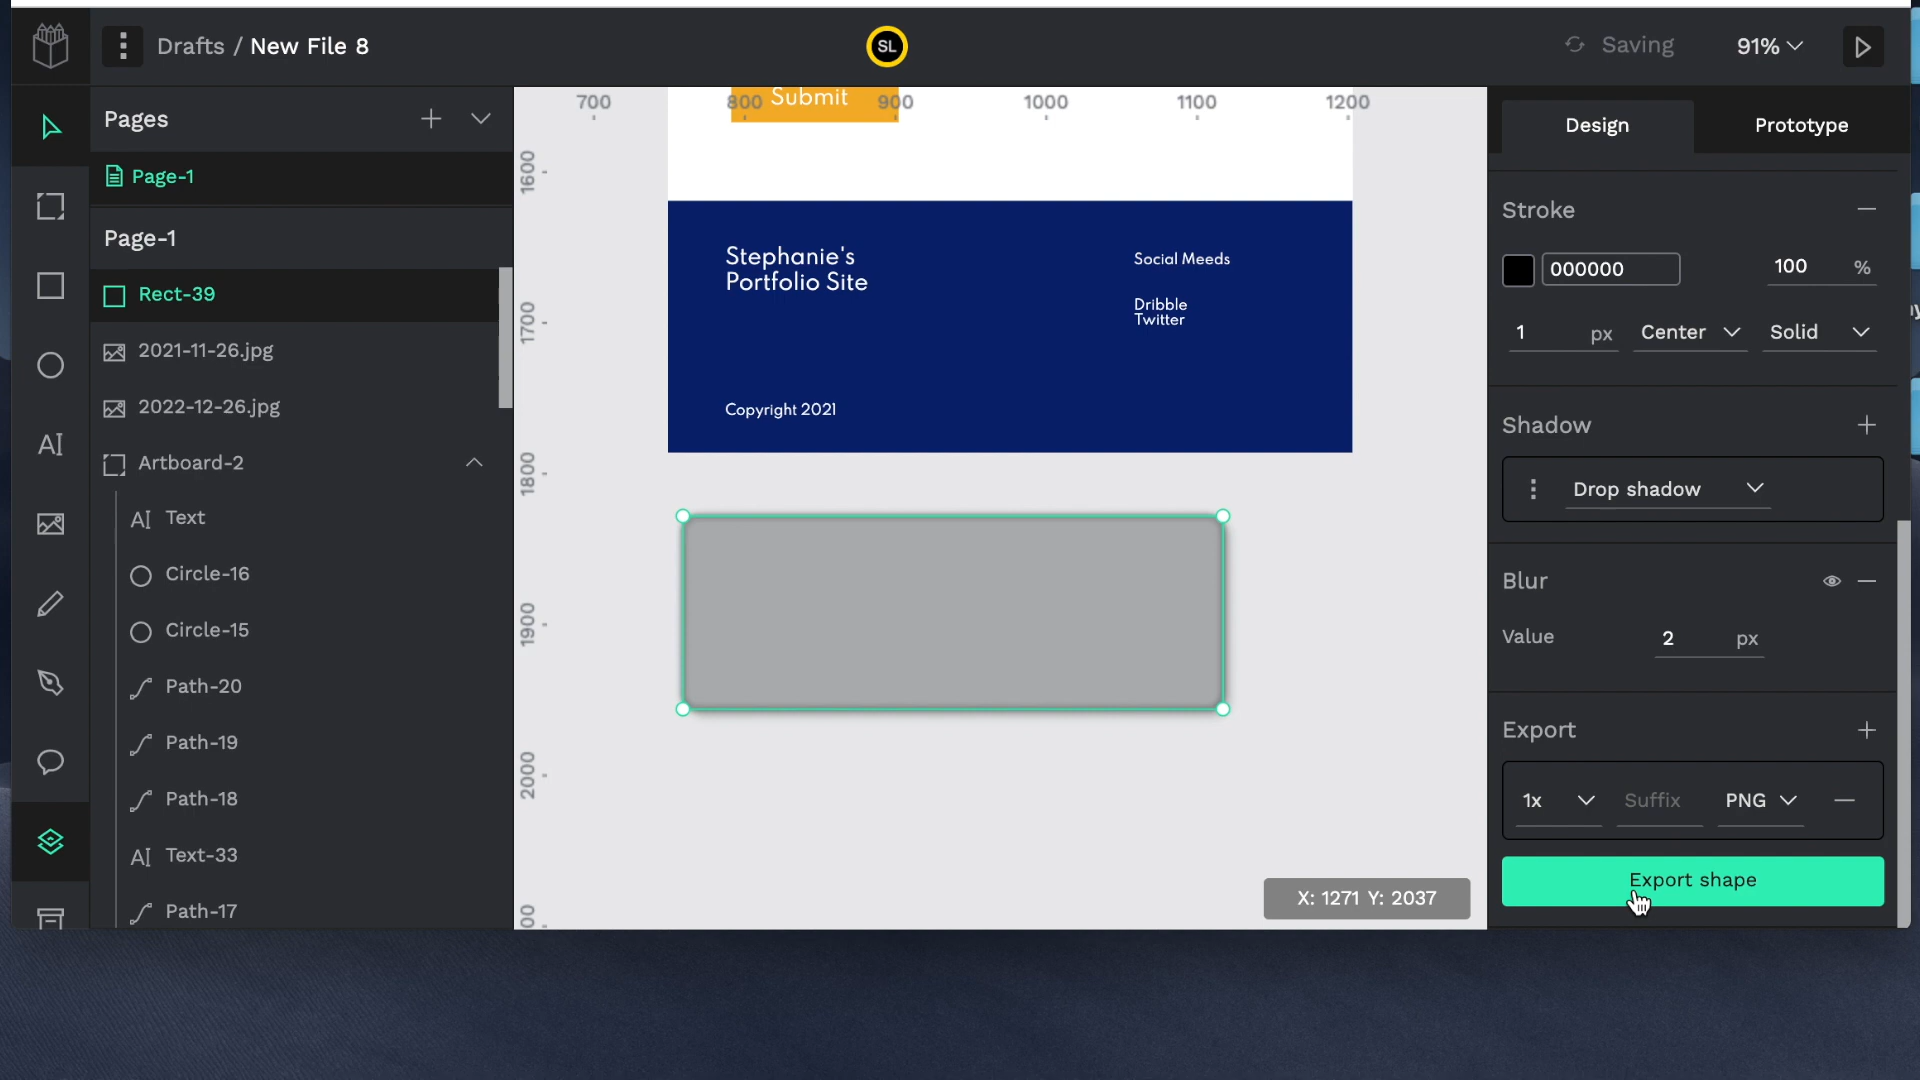 Drafts / New File 8
SL
Saving
91%
Pages
Page-1
Page-1
Rect-39
2021-11-26.jpg
2022-12-26.jpg
Artboard-2
Text
Circle-16
Circle-15
Path-20
Path-19
Path-18
Text-33
Path-17
700 800 900 1000 1100 1200
Submit
1600
1700
1800
1900
2000
00
Stephanie's
Portfolio Site
Social Meeds
Dribble
Twitter
Copyright 2021
X: 1271 Y: 2037
Design
Prototype
Stroke
000000
100 %
1 px Center Solid
Shadow
Drop shadow
Blur
Value 2 px
Export
1x Suffix PNG
Export shape